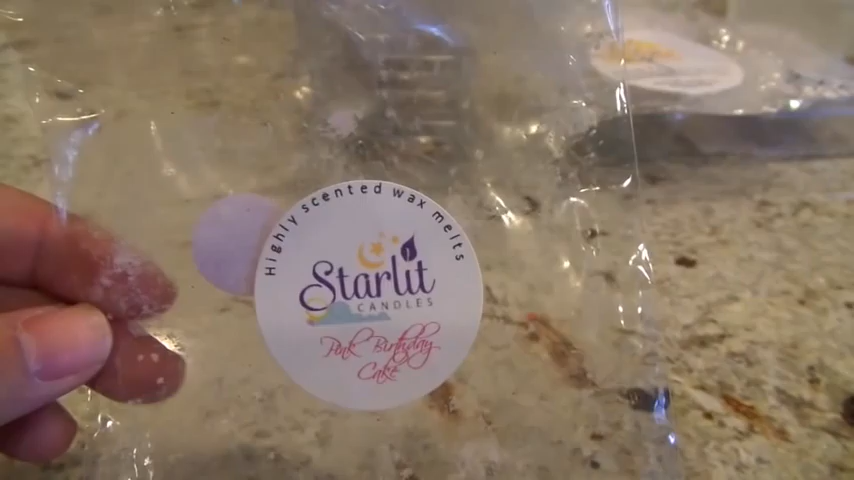 Highly scented wax melts
Starlit
CANDLES
Pink Birthday
Cake